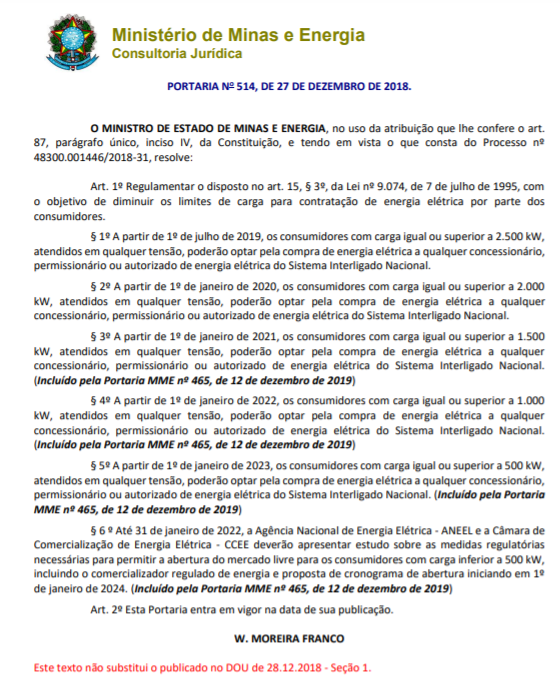 Ministério de Minas e Energia
Consultoria Jurídica
PORTARIA Nº 514, DE 27 DE DEZEMBRO DE 2018.
O MINISTRO DE ESTADO DE MINAS E ENERGIA, no uso da atribuição que lhe confere o art.
87, parágrafo único, inciso IV, da Constituição, e tendo em vista o que consta do Processo nº
48300.001446/2018-31, resolve:
Art. 1º Regulamentar o disposto no art. 15, § 3º, da Lei nº 9.074, de 7 de julho de 1995, com
o objetivo de diminuir os limites de carga para contratação de energia elétrica por parte dos
consumidores.
§ 1º A partir de 1º de julho de 2019, os consumidores com carga igual ou superior a 2.500 kW,
atendidos em qualquer tensão, poderão optar pela compra de energia elétrica a qualquer concessionário,
permissionário ou autorizado de energia elétrica do Sistema Interligado Nacional.
§ 2º A partir de 1º de janeiro de 2020, os consumidores com carga igual ou superior a 2.000
kW, atendidos em qualquer tensão, poderão optar pela compra de energia elétrica a qualquer
concessionário, permissionário ou autorizado de energia elétrica do Sistema Interligado Nacional.
§ 3º A partir de 1º de janeiro de 2021, os consumidores com carga igual ou superior a 1.500
kW, atendidos em qualquer tensão, poderão optar pela compra de energia elétrica a qualquer
concessionário, permissionário ou autorizado de energia elétrica do Sistema Interligado Nacional.
(Incluído pela Portaria MME nº 465, de 12 de dezembro de 2019)
§ 4º A partir de 1º de janeiro de 2022, os consumidores com carga igual ou superior a 1.000
kW, atendidos em qualquer tensão, poderão optar pela compra de energia elétrica a qualquer
concessionário, permissionário ou autorizado de energia elétrica do Sistema Interligado Nacional.
(Incluído pela Portaria MME nº 465, de 12 de dezembro de 2019)
§ 5º A partir de 1º de janeiro de 2023, os consumidores com carga igual ou superior a 500 kW,
atendidos em qualquer tensão, poderão optar pela compra de energia elétrica a qualquer concessionário,
permissionário ou autorizado de energia elétrica do Sistema Interligado Nacional. (Incluído pela Portaria
MME nº 465, de 12 de dezembro de 2019)
§ 6 º Até 31 de janeiro de 2022, a Agência Nacional de Energia Elétrica - ANEEL e a Câmara de
Comercialização de Energia Elétrica - CCEE deverão apresentar estudo sobre as medidas regulatórias
necessárias para permitir a abertura do mercado livre para os consumidores com carga inferior a 500 kW,
incluindo o comercializador regulado de energia e proposta de cronograma de abertura iniciando em 1º
de janeiro de 2024. (Incluído pela Portaria MME nº 465, de 12 de dezembro de 2019)
Art. 2º Esta Portaria entra em vigor na data de sua publicação.
W. MOREIRA FRANCO
Este texto não substitui o publicado no DOU de 28.12.2018 - Seção 1.